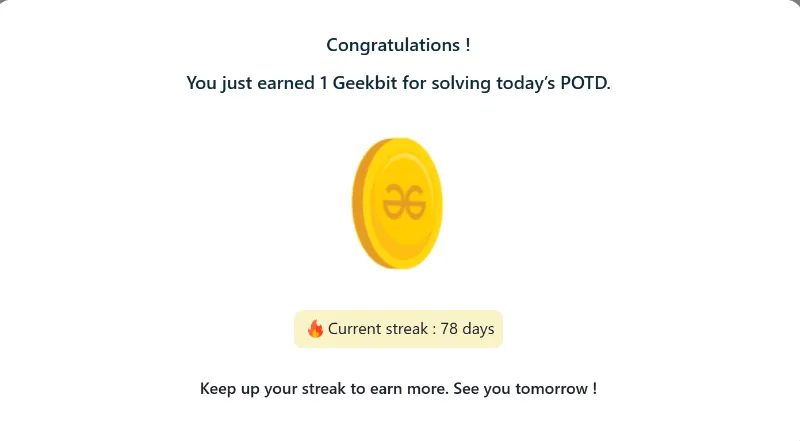 Congratulations !
You just earned 1 Geekbit for solving today’s POTD.
Current streak : 78 days
Keep up your streak to earn more. See you tomorrow !